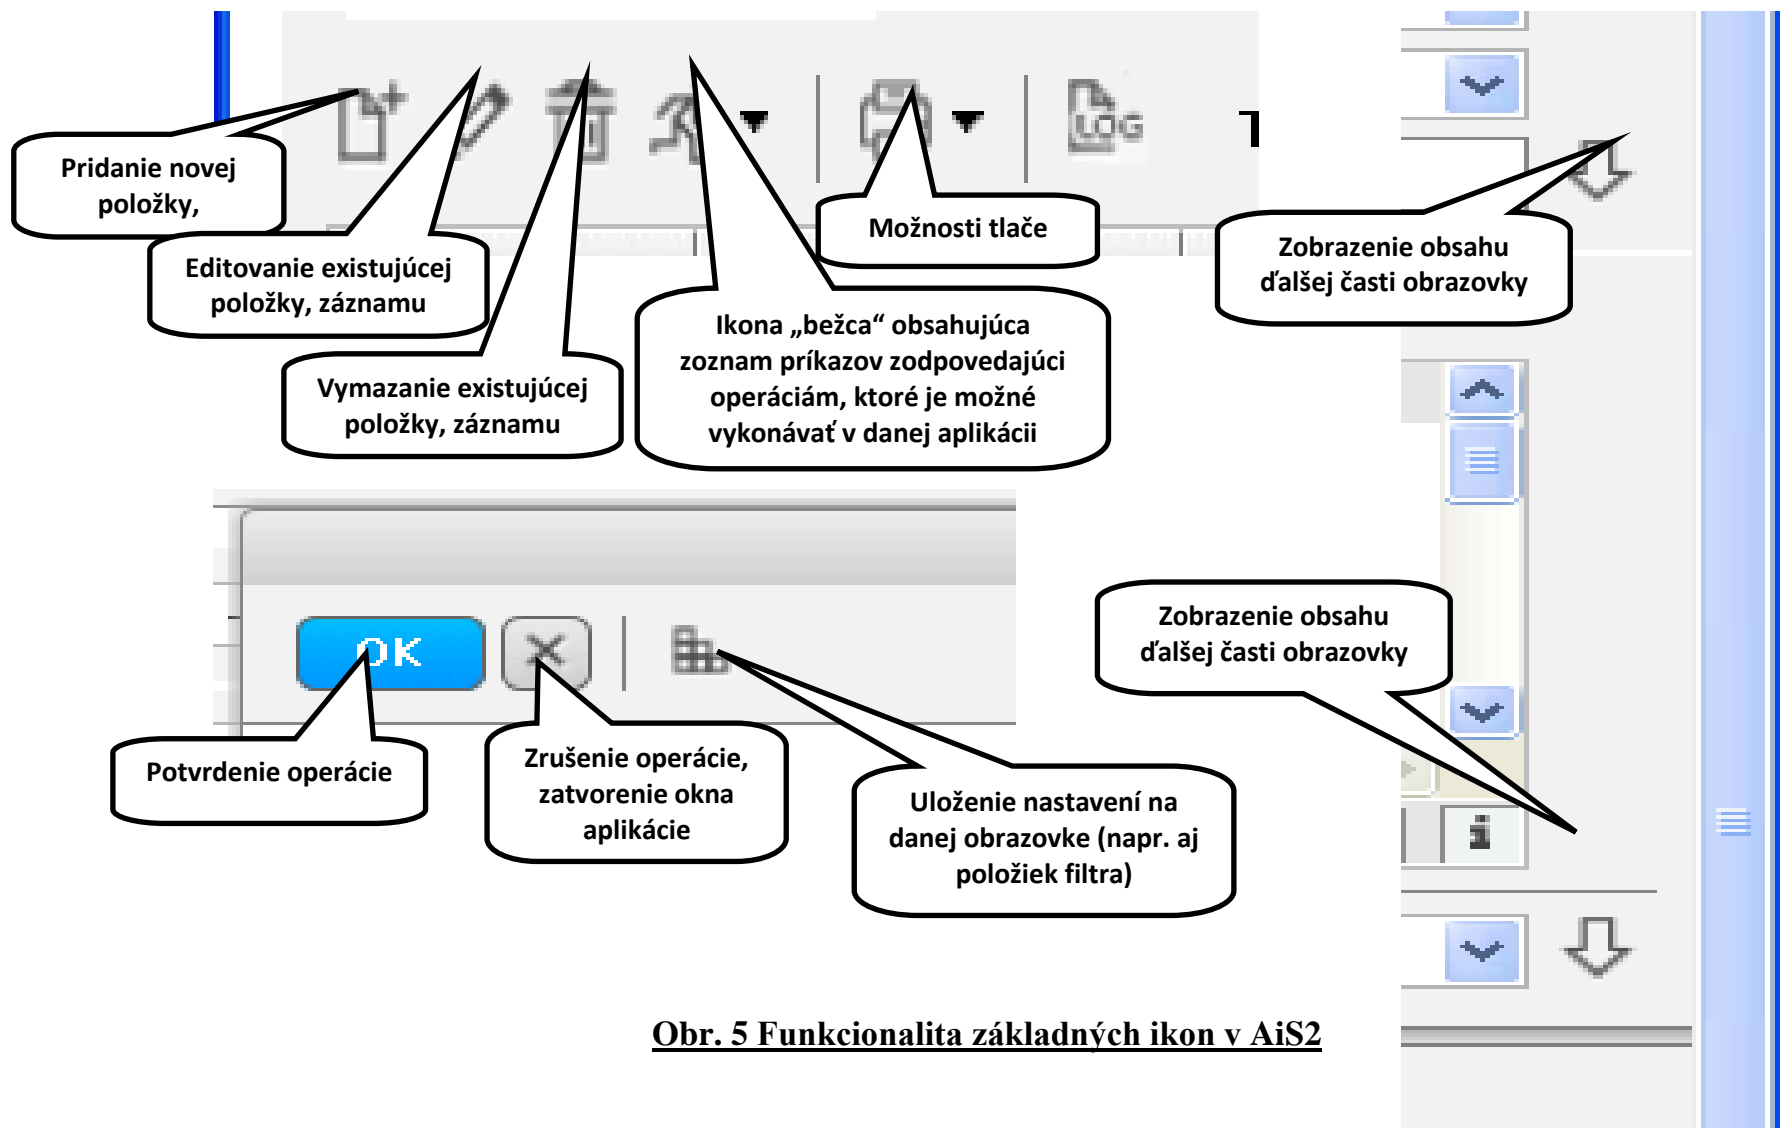 LOG
Pridanie novej
položky,
Editovanie existujúcej
položky, záznamu
Vymazanie existujúcej
položky, záznamu
Ikona „bežca“ obsahujúca
zoznam príkazov zodpovedajúci
operáciám, ktoré je možné
vykonávať v danej aplikácii
Možnosti tlače
Zobrazenie obsahu
ďalšej časti obrazovky
OK
Potvrdenie operácie
Zrušenie operácie,
zatvorenie okna
aplikácie
Uloženie nastavení na
danej obrazovke (napr. aj
položiek filtra)
Zobrazenie obsahu
ďalšej časti obrazovky
i
Obr. 5 Funkcionalita základných ikon v AiS2